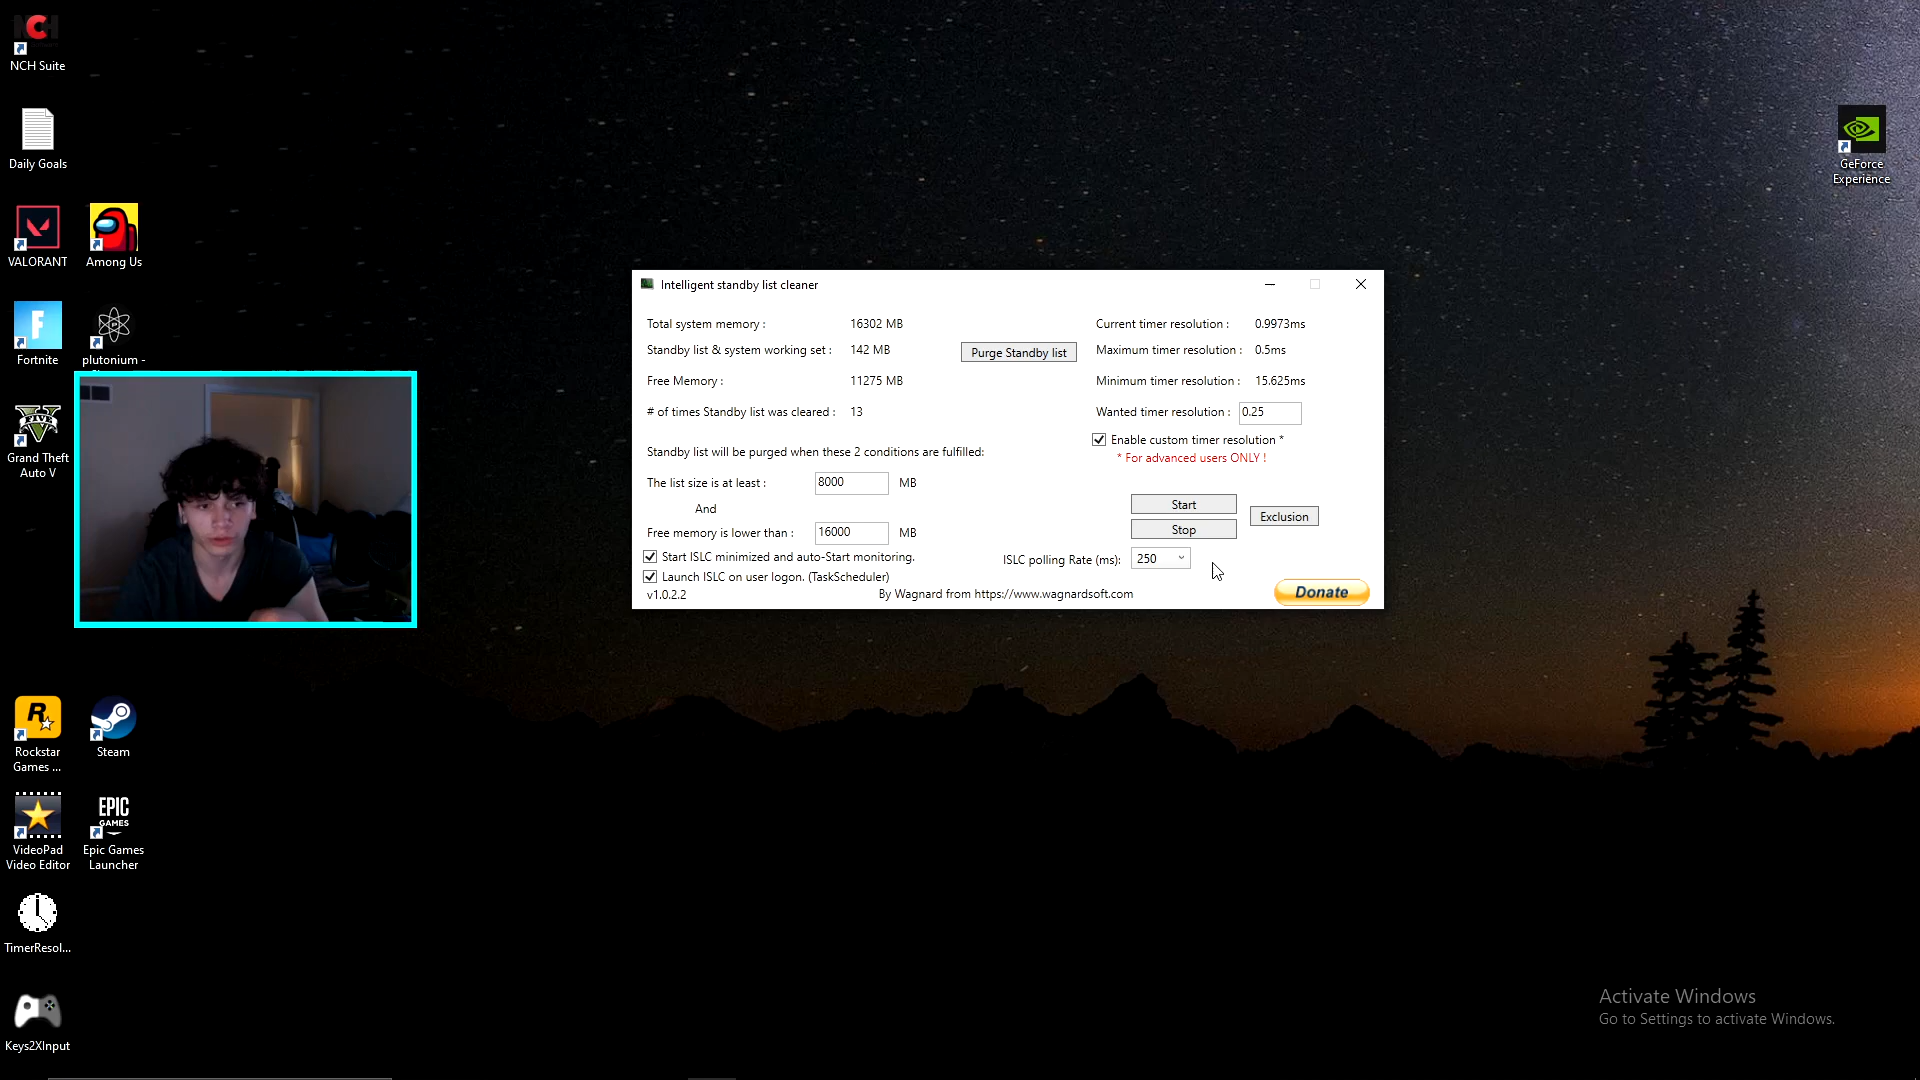 NCH
NCH Suite
Daily Goals
VALORANT
Among Us
Fortnite
plutonium -
FIVE
Grand Theft
Auto V
GeForce
Experience
Intelligent standby list cleaner
Total system memory : 16302 MB
Standby list & system working set : 142 MB
Purge Standby list
Free Memory : 11275 MB
# of times Standby list was cleared : 13
Current timer resolution : 0.9973ms
Maximum timer resolution : 0.5ms
Minimum timer resolution : 15.625ms
Wanted timer resolution : 0.25
Enable custom timer resolution *
* For advanced users ONLY !
Standby list will be purged when these 2 conditions are fulfilled:
The list size is at least : 8000 MB
And
Free memory is lower than : 16000 MB
Start
Stop
Exclusion
Start ISLC minimized and auto-Start monitoring.
Launch ISLC on user logon. (TaskScheduler)
ISLC polling Rate (ms): 250
v1.0.2.2
By Wagnard from https://www.wagnardsoft.com
Donate
Rockstar
Games ...
Steam
VideoPad
Video Editor
EPIC
GAMES
Epic Games
Launcher
TimerResol...
Keys2XInput
Activate Windows
Go to Settings to activate Windows.